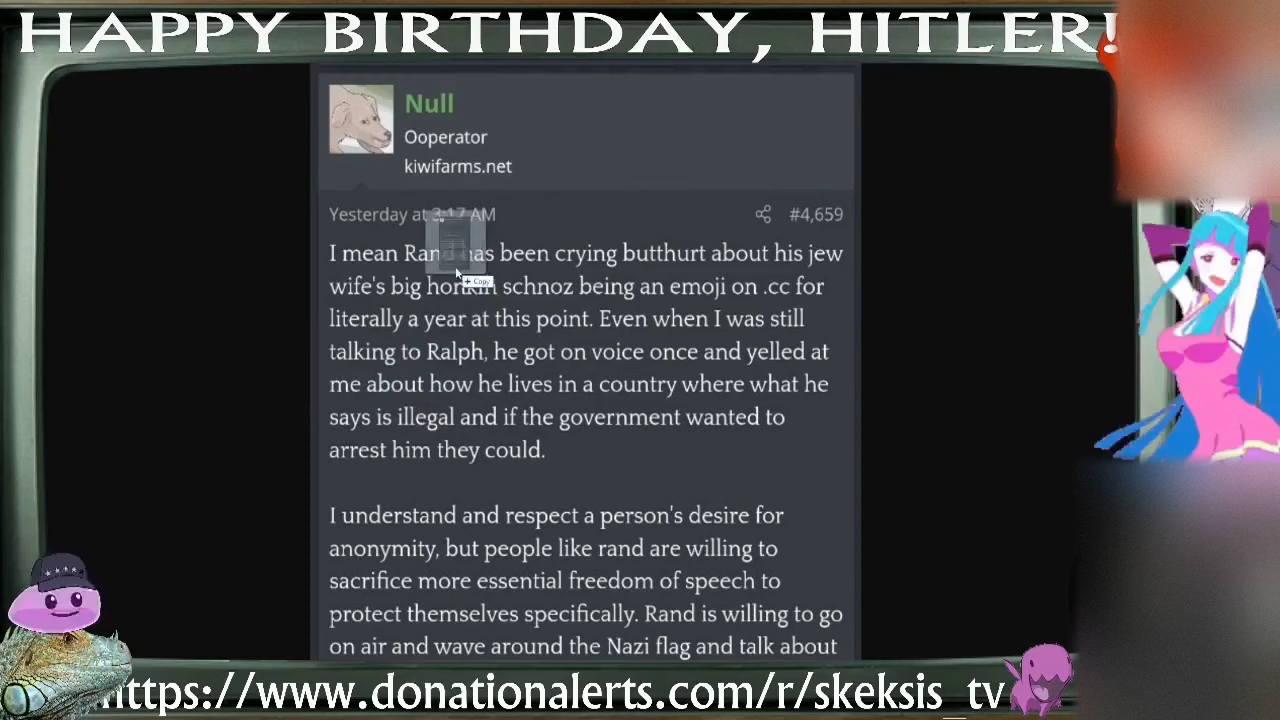 HAPPY BIRTHDAY, HITLER!
Null
Ooperator
kiwifarms.net
Yesterday at 3:17 AM
#4,659
I mean Rand has been crying butthurt about his jew
wife's big honkin schnoz being an emoji on .cc for
literally a year at this point. Even when I was still
talking to Ralph, he got on voice once and yelled at
me about how he lives in a country where what he
says is illegal and if the government wanted to
arrest him they could.
I understand and respect a person's desire for
anonymity, but people like rand are willing to
sacrifice more essential freedom of speech to
protect themselves specifically. Rand is willing to go
on air and wave around the Nazi flag and talk about
+ Copy
https://www.donationalerts.com/r/skeksis_tv